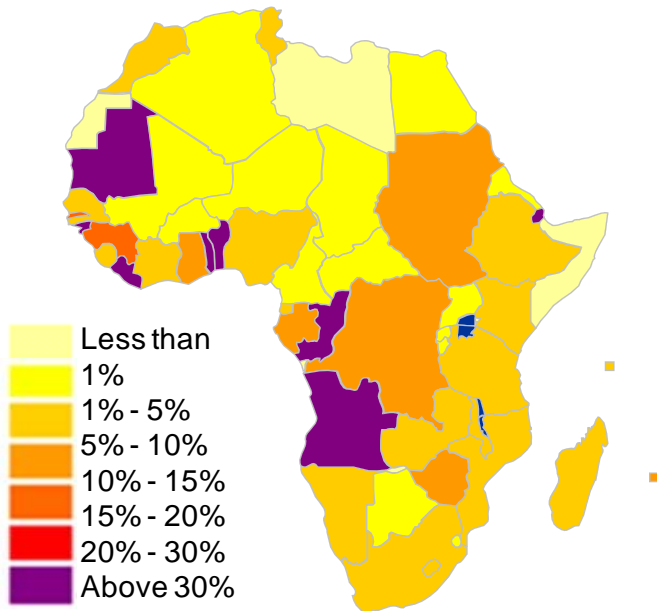 Less than
1%
1% - 5%
5% - 10%
10% - 15%
15% - 20%
20% - 30%
Above 30%